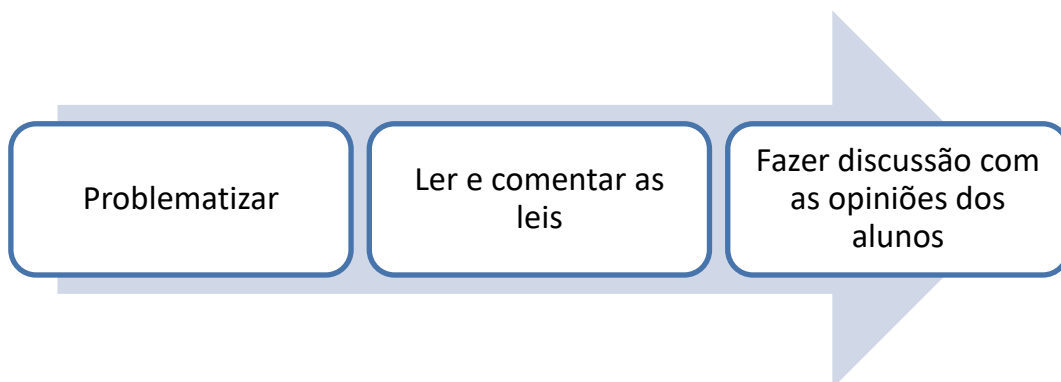 Problematizar
Ler e comentar as
leis
Fazer discussão com
as opiniões dos
alunos